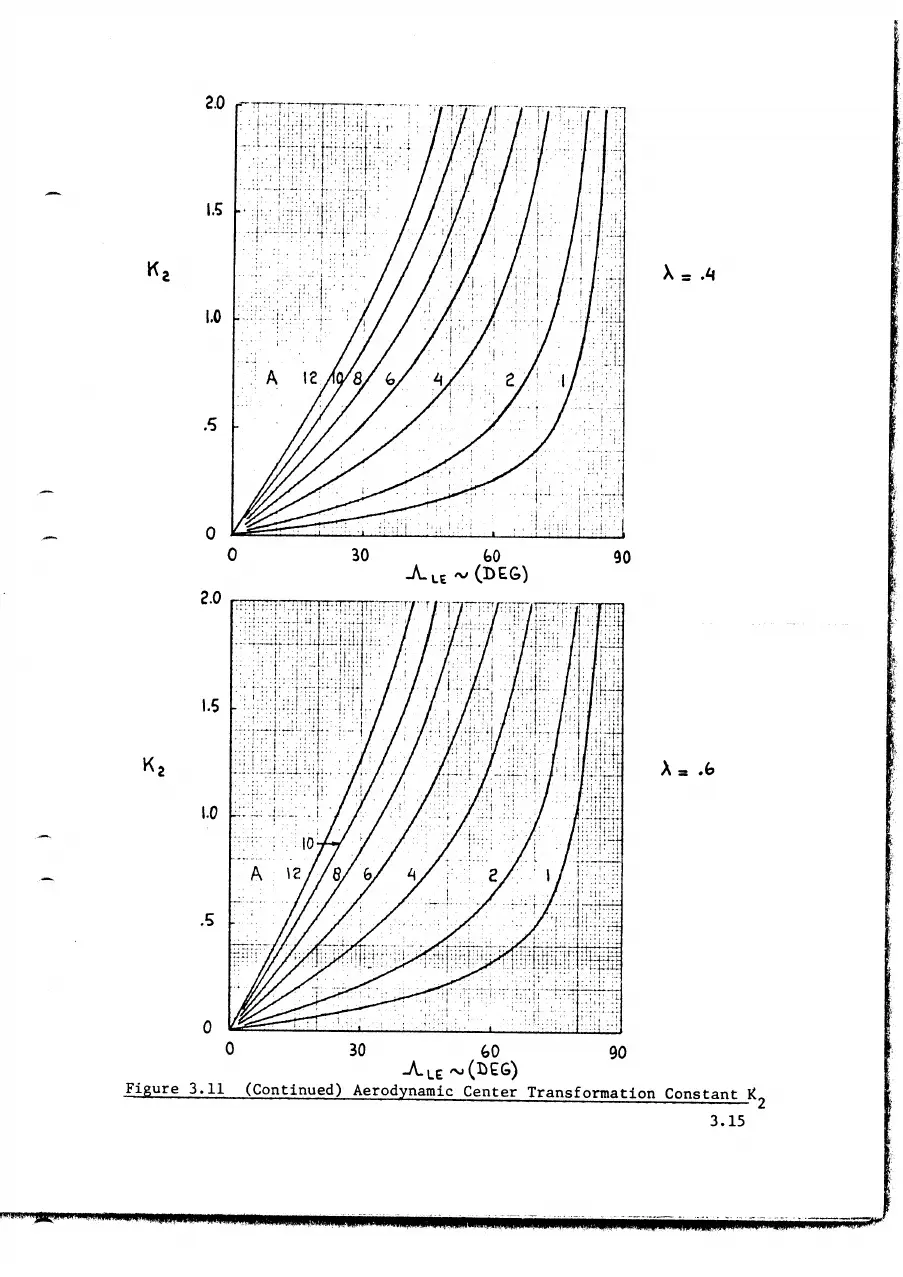 2.0
1.5
K2
λ = .4
1.0
A 12 10 8 6 4 2 1
.5
0
0 30 60 90
Λ LE ~ (DEG)
2.0
1.5
K2
λ = .6
1.0
10
A 12 8 6 4 2 1
.5
0
0 30 60 90
Λ LE ~ (DEG)
Figure 3.11 (Continued) Aerodynamic Center Transformation Constant K2
3.15